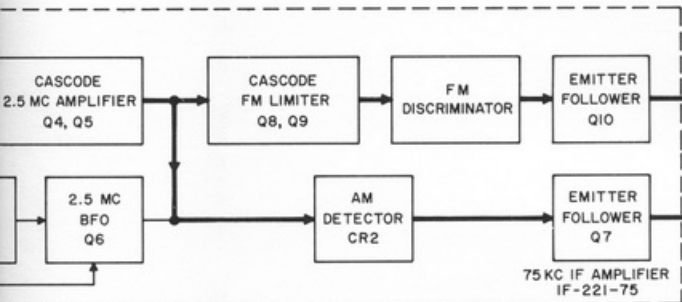 CASCODE
2.5 MC AMPLIFIER
Q4, Q5
CASCODE
FM LIMITER
Q8, Q9
FM
DISCRIMINATOR
EMITTER
FOLLOWER
Q10
2.5 MC
BFO
Q6
AM
DETECTOR
CR2
EMITTER
FOLLOWER
Q7
75 KC IF AMPLIFIER
IF-221-75